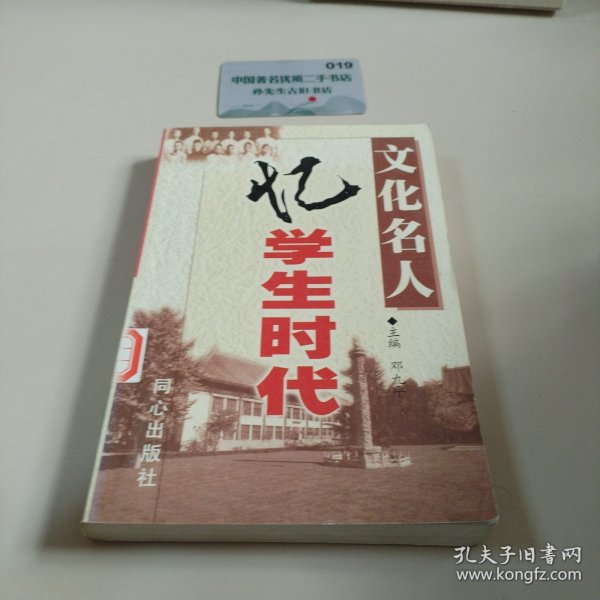 019
中国著名优质二手书店
孙先生古旧书店
文化名人
忆
学生时代
◆主编 邓九平
同心出版社
孔夫子旧书网
www.kongfz.com